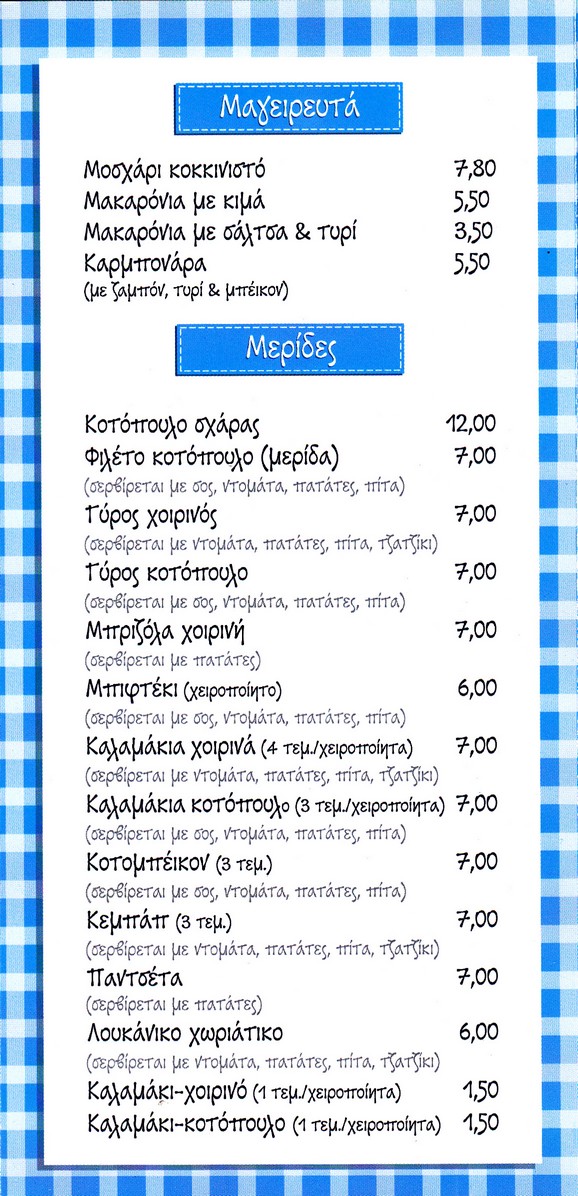 Μαγειρευτά
Μοσχάρι κοκκινιστό 7,80
Μακαρόνια με κιμά 5,50
Μακαρόνια με σάλτσα & τυρί 3,50
Καρμπονάρα 5,50
(με ζαμπόν, τυρί & μπέικον)
Μερίδες
Κοτόπουλο σχάρας 12,00
Φιλέτο κοτόπουλο (μερίδα) 7,00
(σερβίρεται με σος, ντομάτα, πατάτες, πίτα)
Γύρος χοιρινός 7,00
(σερβίρεται με ντομάτα, πατάτες, πίτα, τζατζίκι)
Γύρος κοτόπουλο 7,00
(σερβίρεται με σος, ντομάτα, πατάτες, πίτα)
Μπριζόλα χοιρινή 7,00
(σερβίρεται με πατάτες)
Μπιφτέκι (χειροποίητο) 6,00
(σερβίρεται με σος, ντομάτα, πατάτες, πίτα)
Καλαμάκια χοιρινά (4 τεμ./χειροποίητα) 7,00
(σερβίρεται με ντομάτα, πατάτες, πίτα, τζατζίκι)
Καλαμάκια κοτόπουλο (3 τεμ./χειροποίητα) 7,00
(σερβίρεται με σος, ντομάτα, πατάτες, πίτα)
Κοτομπέικον (3 τεμ.) 7,00
(σερβίρεται με σος, ντομάτα, πατάτες, πίτα)
Κεμπάπ (3 τεμ.) 7,00
(σερβίρεται με ντομάτα, πατάτες, πίτα, τζατζίκι)
Παντσέτα 7,00
(σερβίρεται με πατάτες)
Λουκάνικο χωριάτικο 6,00
(σερβίρεται με ντομάτα, πατάτες, πίτα, τζατζίκι)
Καλαμάκι-χοιρινό (1 τεμ./χειροποίητα) 1,50
Καλαμάκι-κοτόπουλο (1 τεμ./χειροποίητα) 1,50